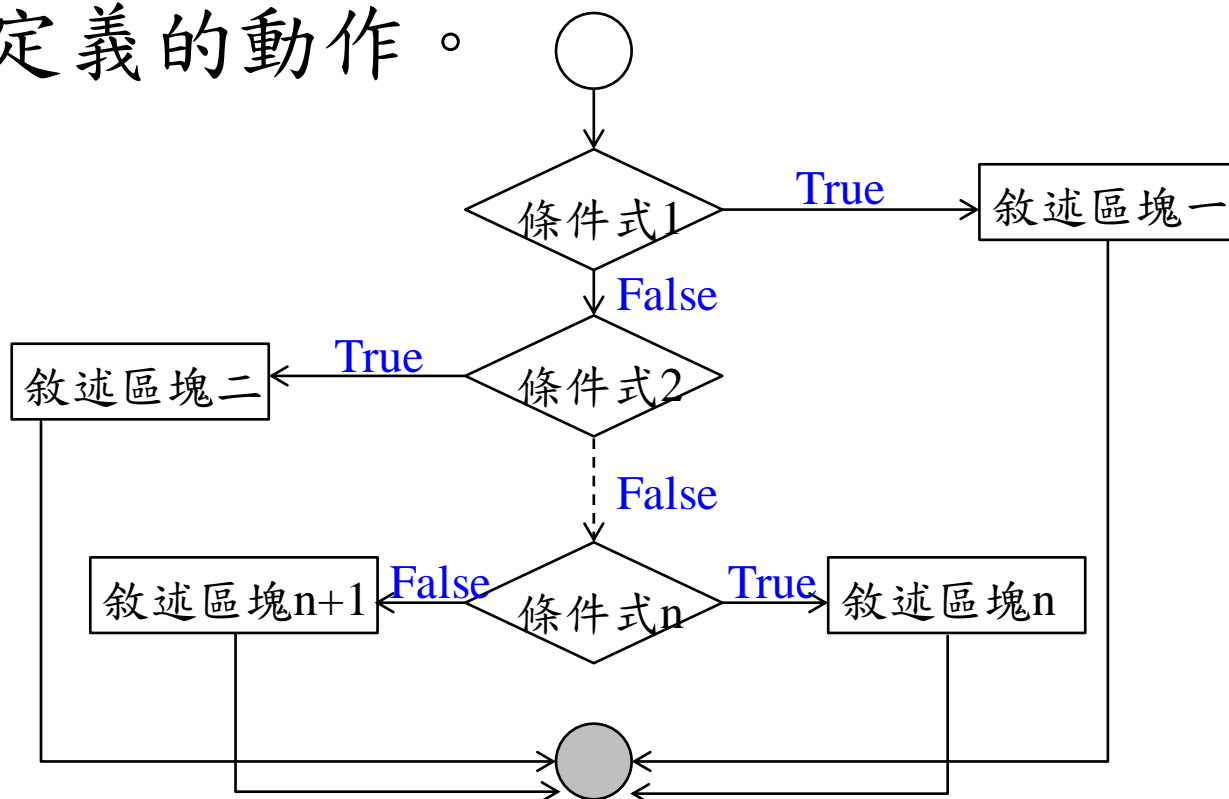 定義的動作。
條件式1
True
敘述區塊一
False
條件式2
True
敘述區塊二
False
條件式n
False
敘述區塊n+1
True
敘述區塊n